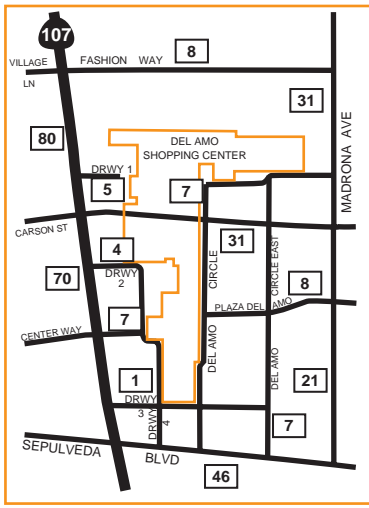 107
8
VILLAGE FASHION WAY
LN
31
MADRONA AVE
80
DEL AMO
SHOPPING CENTER
DRWY 1
5
7
CARSON ST
4
31
CIRCLE
CIRCLE EAST
70
DRWY
2
8
PLAZA DEL AMO
7
CENTER WAY
DEL AMO
DEL AMO
1
21
DRWY
3
DRWY
4
7
SEPULVEDA BLVD
46